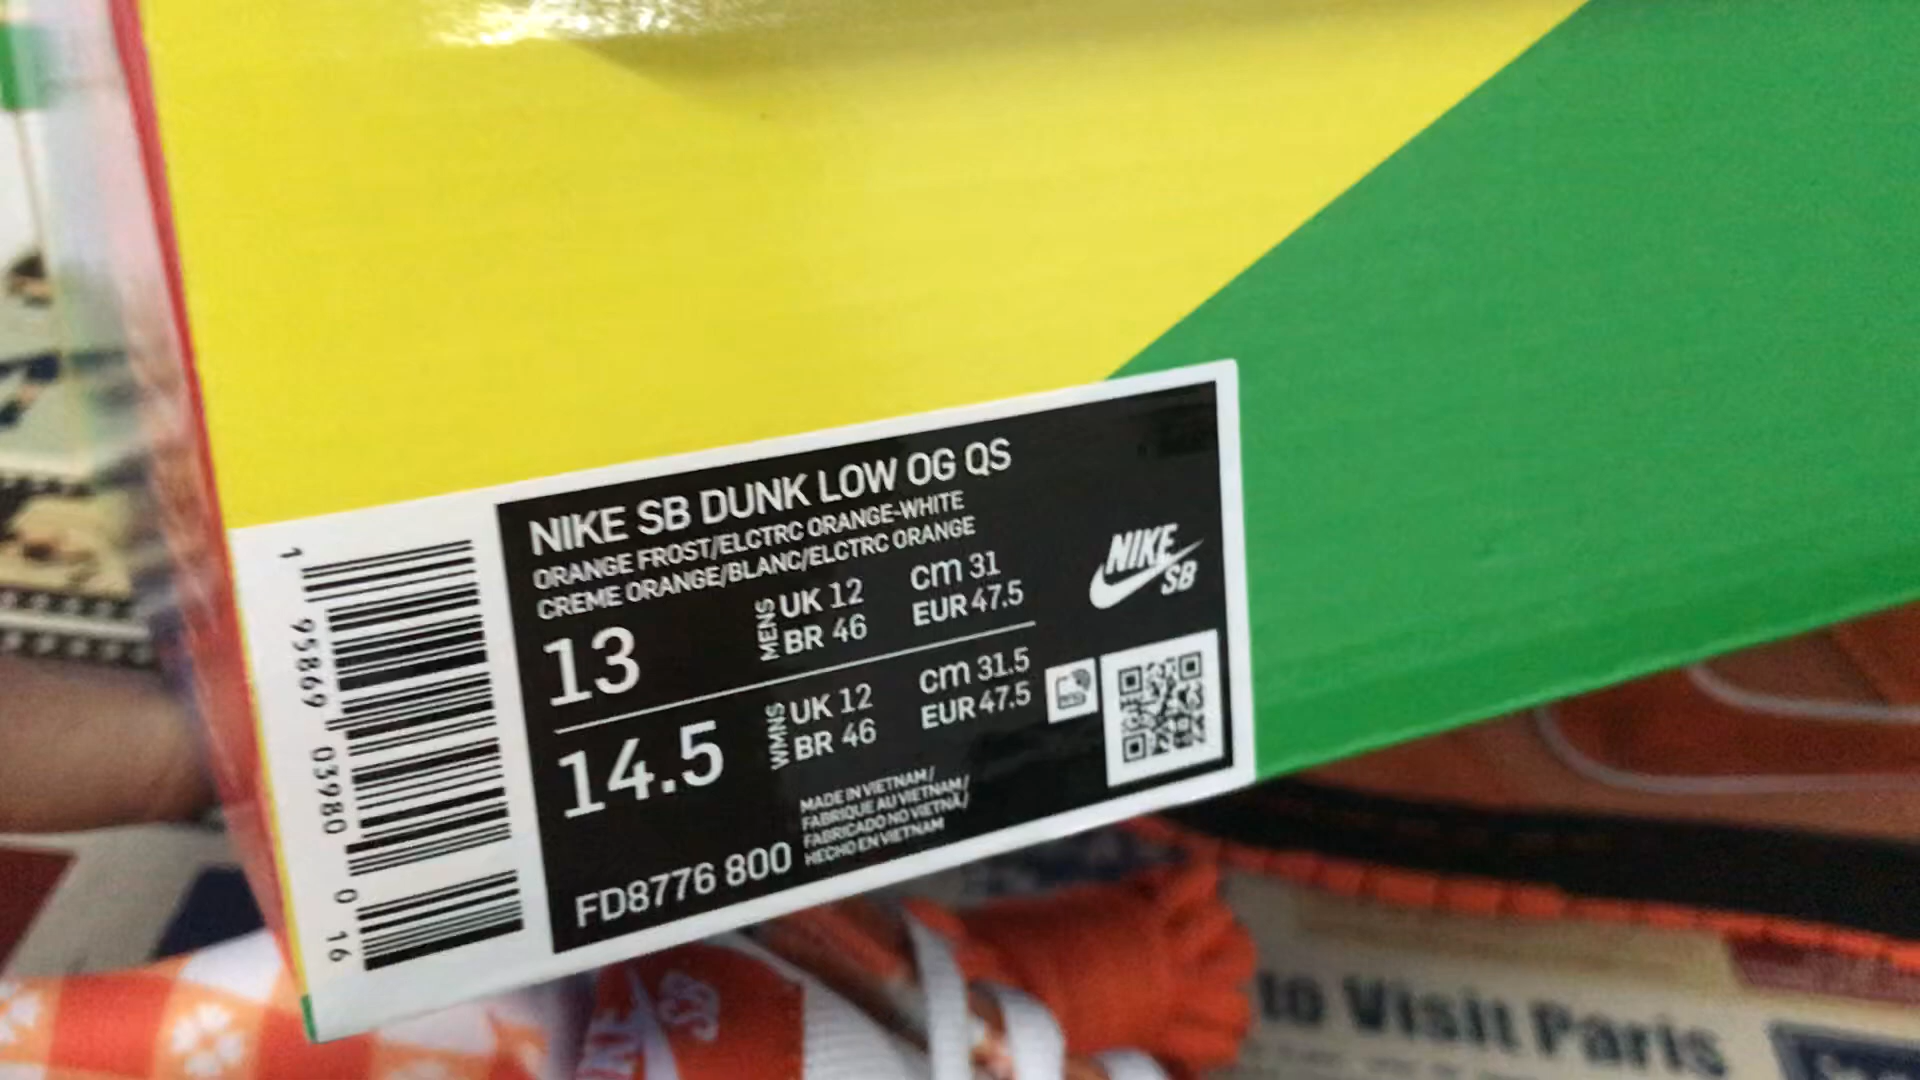 NIKE SB DUNK LOW OG QS
ORANGE FROST/ELCTRC ORANGE-WHITE
CREME ORANGE/BLANC/ELCTRC ORANGE
13 MENS UK 12 cm 31
BR 46 EUR 47.5
14.5 WMNS UK 12 cm 31.5
BR 46 EUR 47.5
MADE IN VIETNAM/
FABRIQUE AU VIETNAM/
FABRICADO NO VIETNÃ/
HECHO EN VIETNAM
FD8776 800
NIKE
SB
1 95869 03980 0 16
NIKE
SB
to Visit Paris